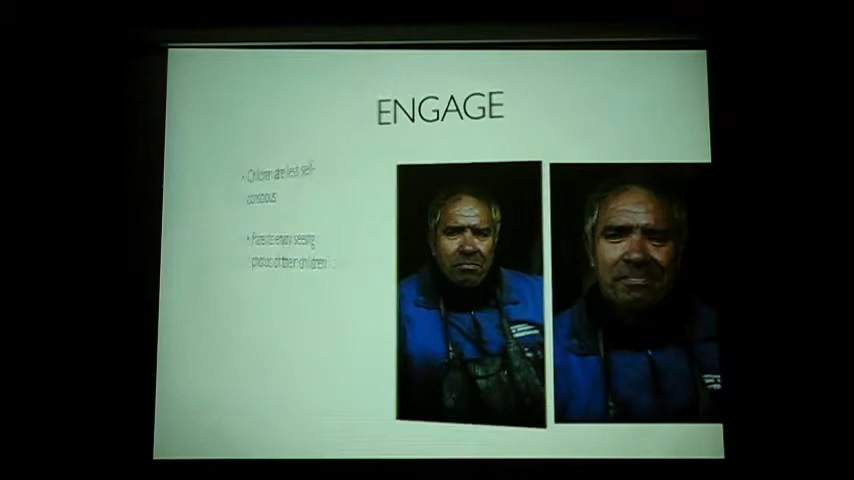 ENGAGE
• Children are less self-
conscious
• Parents enjoy seeing
photos of their children